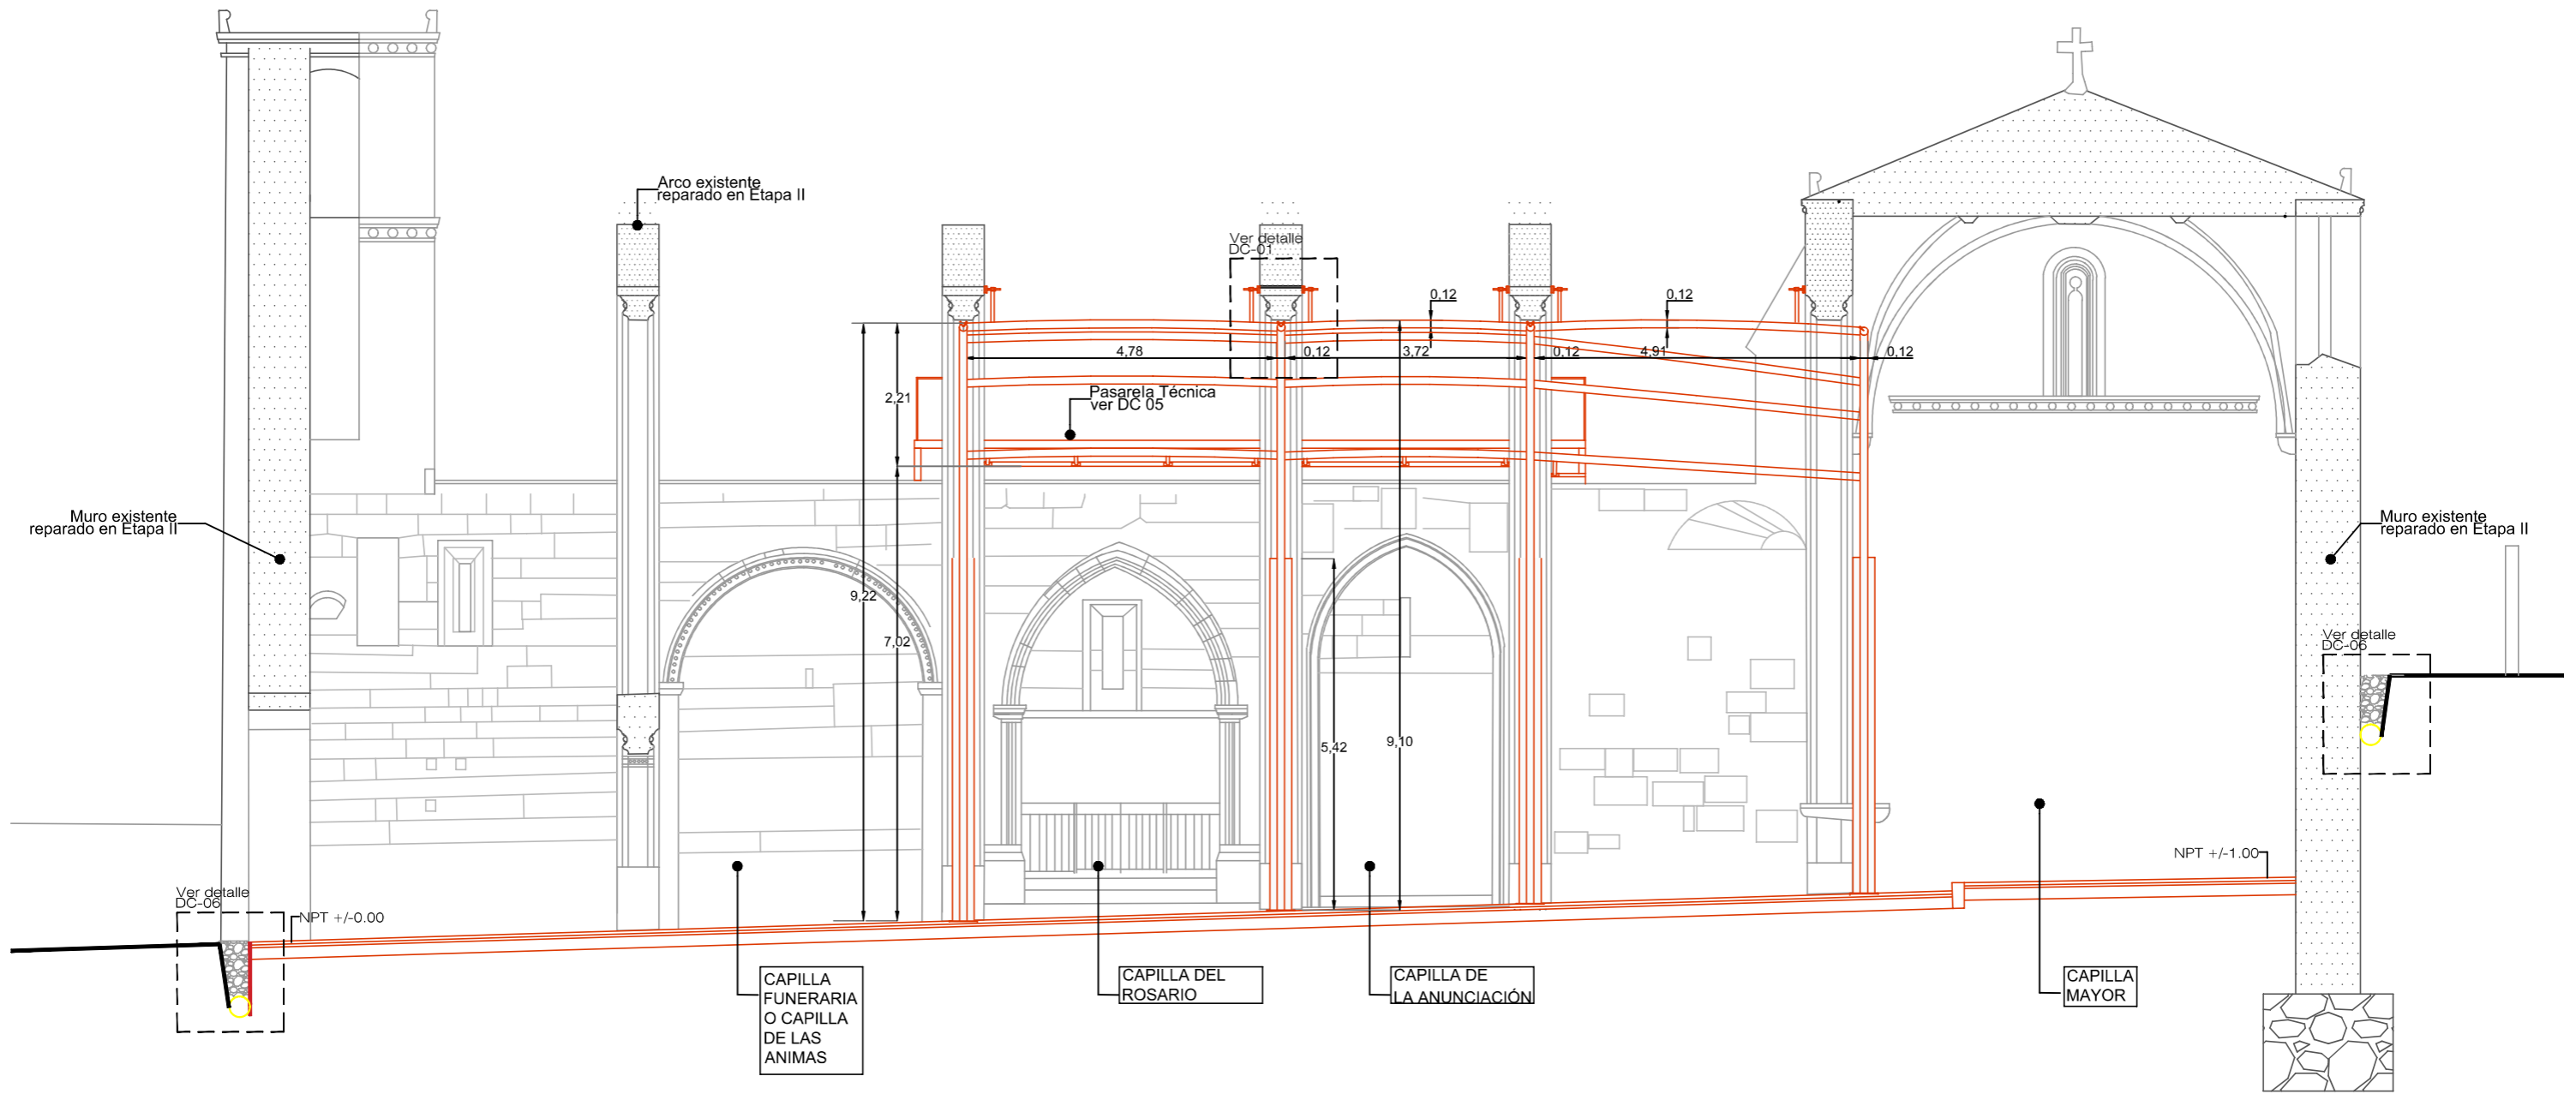 Arco existente
reparado en Etapa II
Ver detalle
DC-01
0,12
0,12
4,78
0,12
3,72
0,12
4,91
0,12
2,21
Pasarela Técnica
ver DC 05
Muro existente
reparado en Etapa II
Muro existente
reparado en Etapa II
9,22
7,02
5,42
9,10
Ver detalle
DC-06
NPT +/-1.00
Ver detalle
DC-06
NPT +/-0.00
CAPILLA
FUNERARIA
O CAPILLA
DE LAS
ANIMAS
CAPILLA DEL
ROSARIO
CAPILLA DE
LA ANUNCIACIÓN
CAPILLA
MAYOR